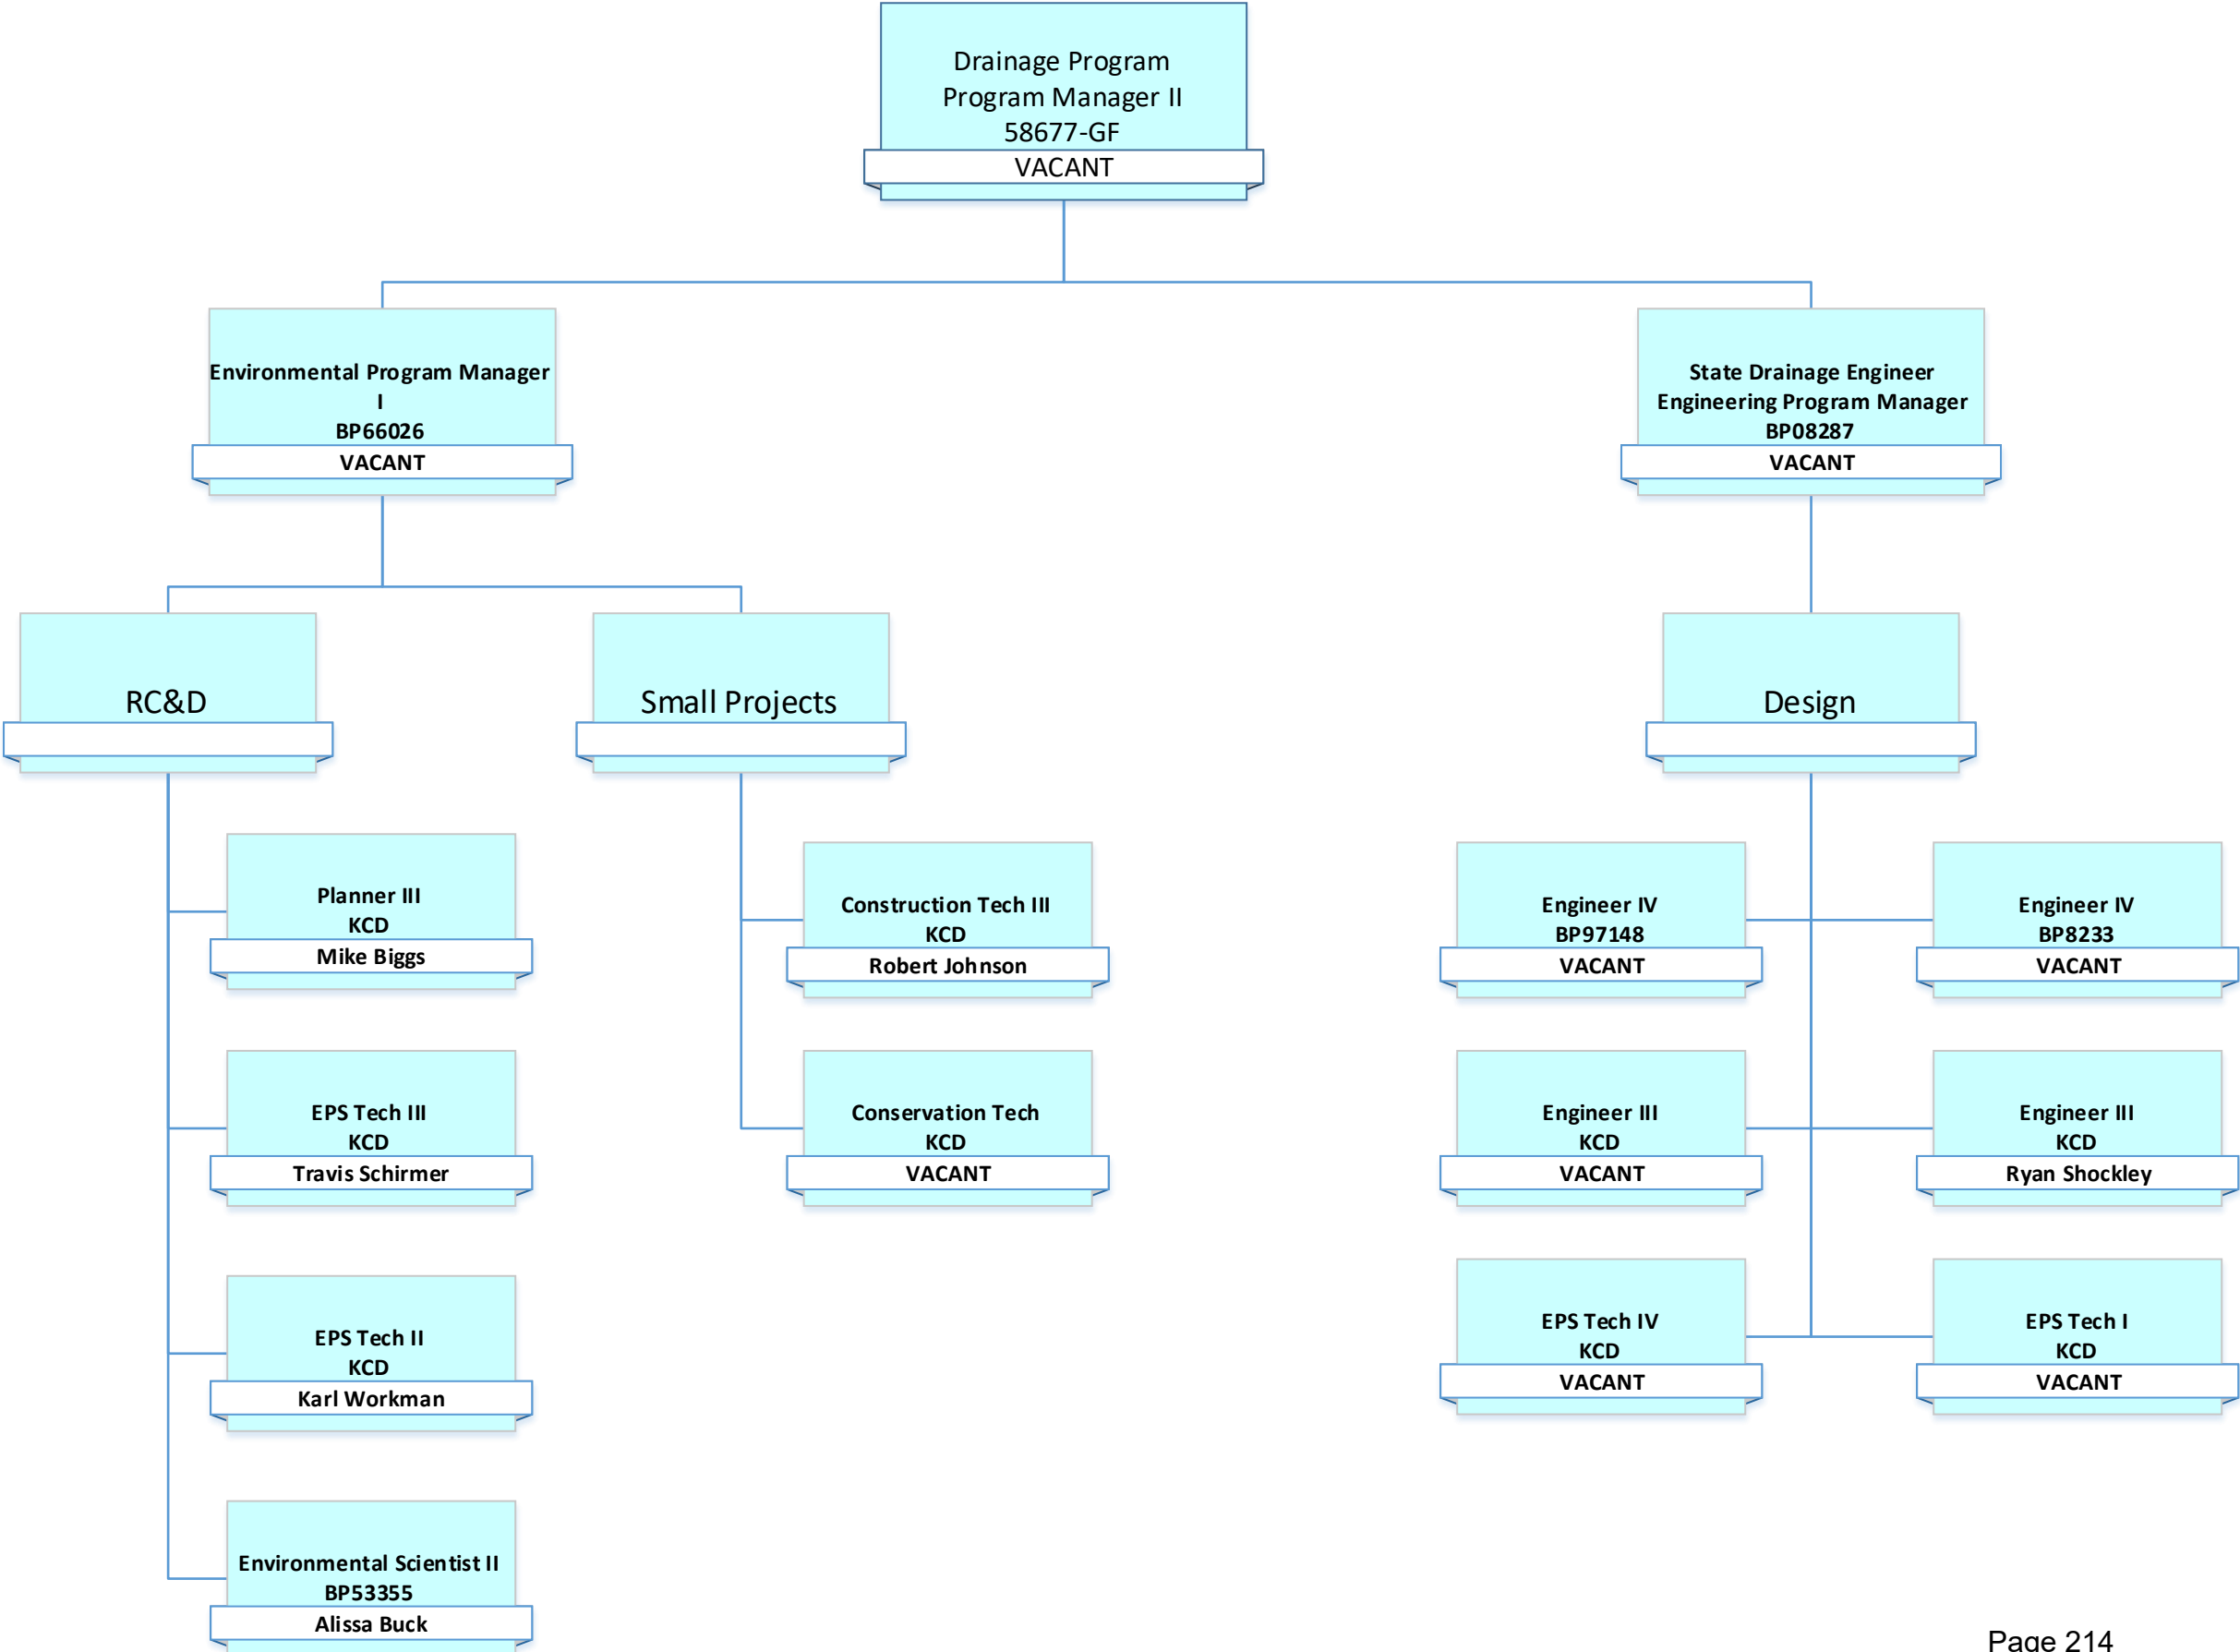 Drainage Program
Program Manager II
58677-GF
VACANT
Environmental Program Manager
I
BP66026
VACANT
State Drainage Engineer
Engineering Program Manager
BP08287
VACANT
RC&D
Small Projects
Design
Planner III
KCD
Mike Biggs
Construction Tech III
KCD
Robert Johnson
Engineer IV
BP97148
VACANT
Engineer IV
BP8233
VACANT
EPS Tech III
KCD
Travis Schirmer
Conservation Tech
KCD
VACANT
Engineer III
KCD
VACANT
Engineer III
KCD
Ryan Shockley
EPS Tech II
KCD
Karl Workman
EPS Tech IV
KCD
VACANT
EPS Tech I
KCD
VACANT
Environmental Scientist II
BP53355
Alissa Buck
Page 214